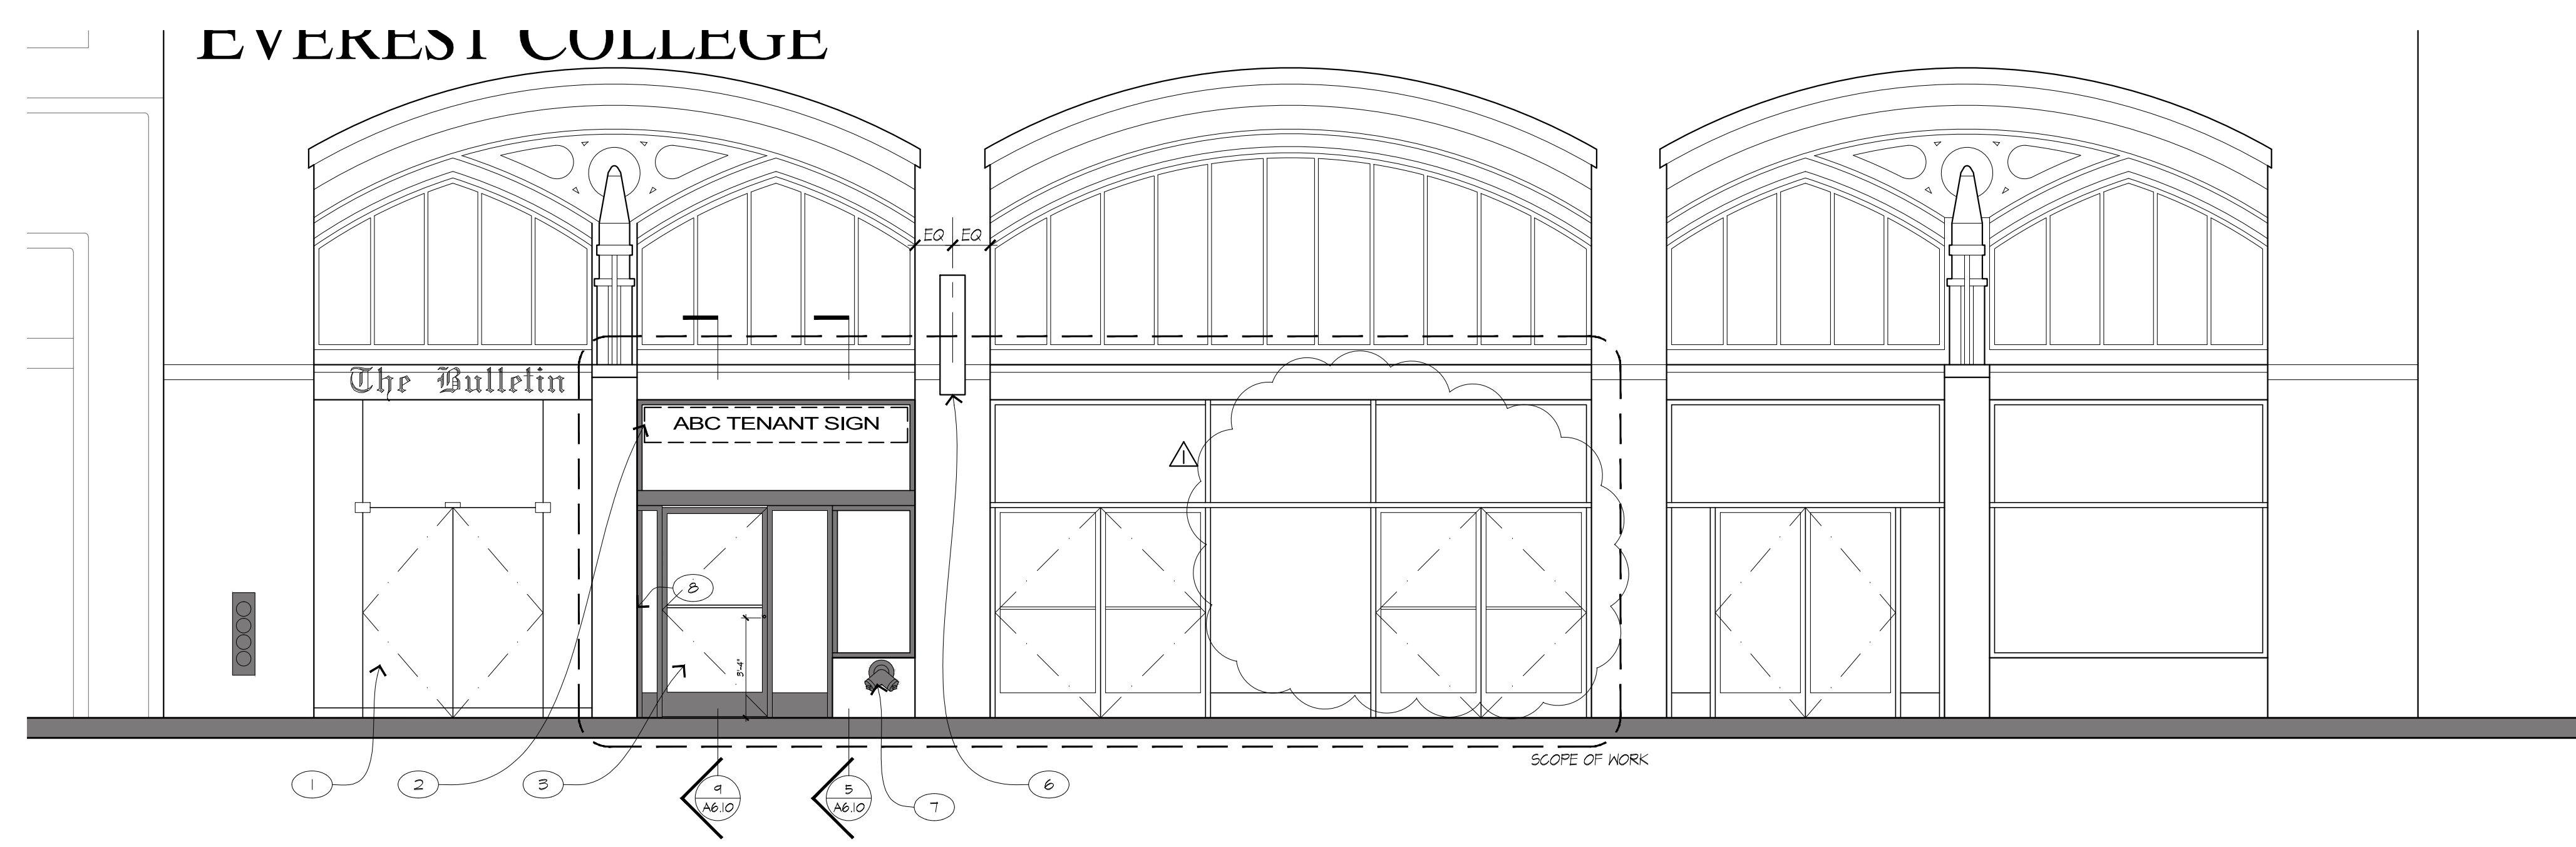 EVEREST COLLEGE
EQ EQ
The Bulletin
ABC TENANT SIGN
1
8
3'-4"
SCOPE OF WORK
1 2 3 9 5 6
A6.10 A6.10 7